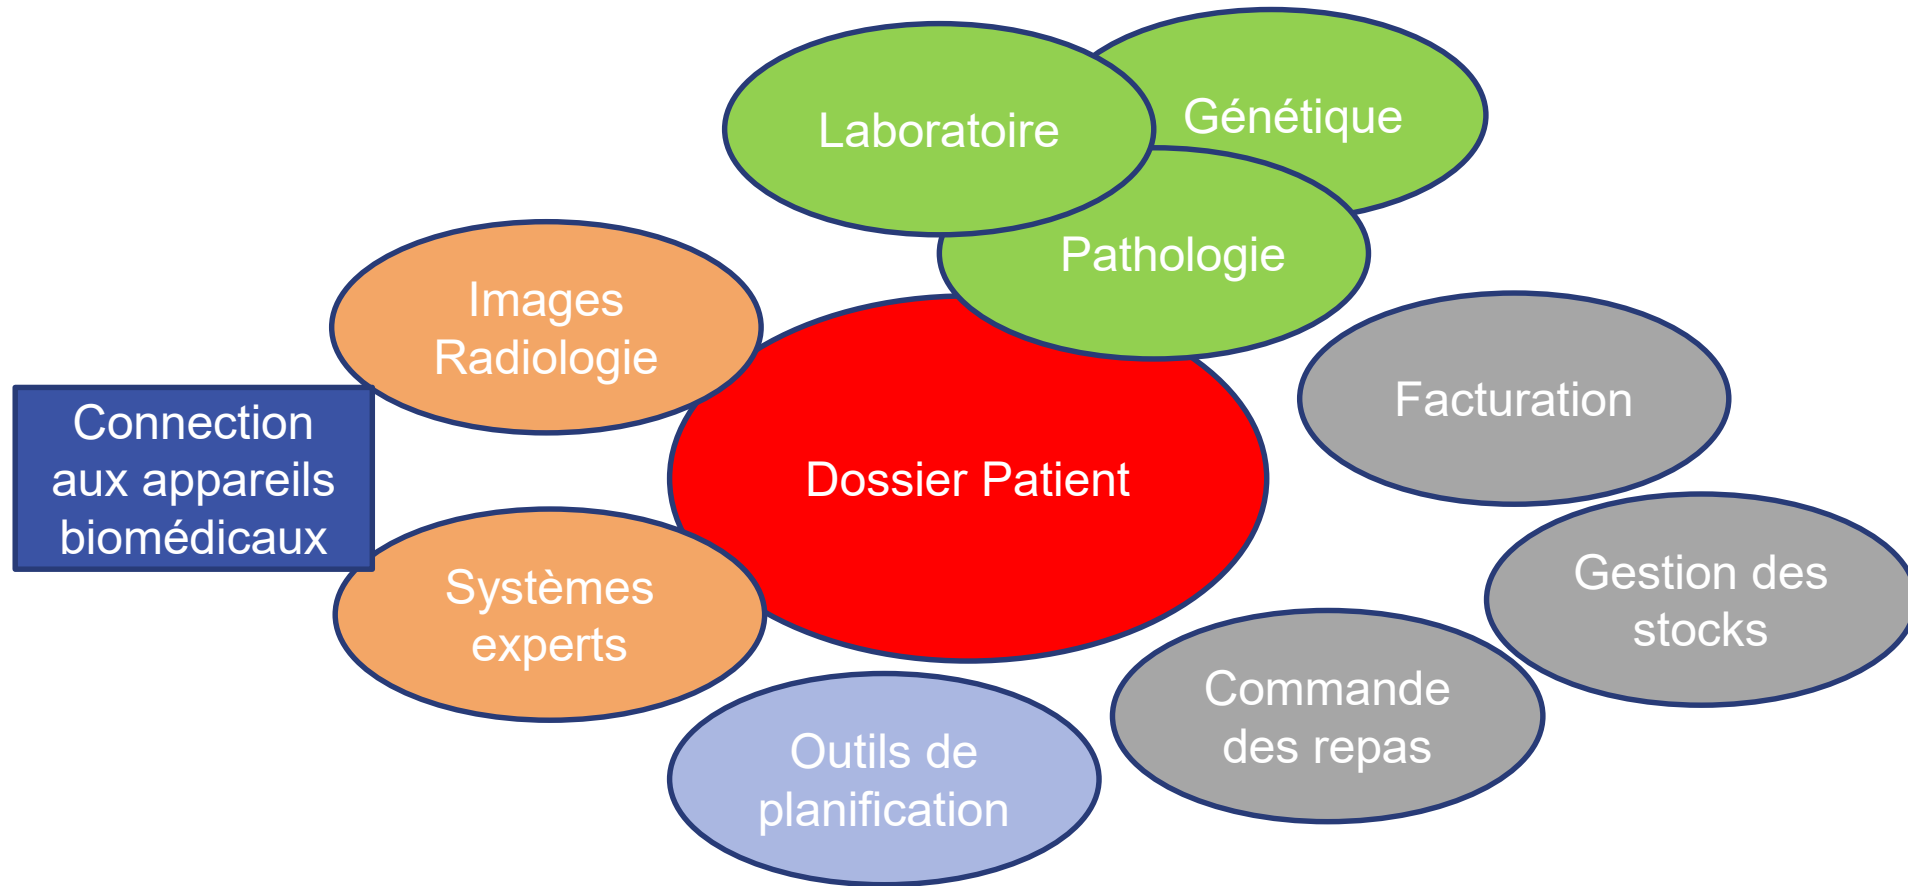 Laboratoire
Génétique
Pathologie
Images
Radiologie
Connection
aux appareils
biomédicaux
Dossier Patient
Facturation
Systèmes
experts
Gestion des
stocks
Commande
des repas
Outils de
planification